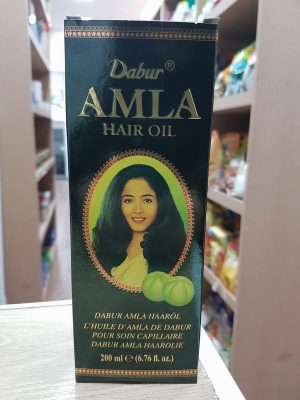 Dabur®
AMLA
HAIR OIL
DABUR AMLA HAARÖL
L'HUILE D'AMLA DE DABUR
POUR SOIN CAPILLAIRE
DABUR AMLA HAAROLIE
200 ml ℮ (6.76 fl. oz.)